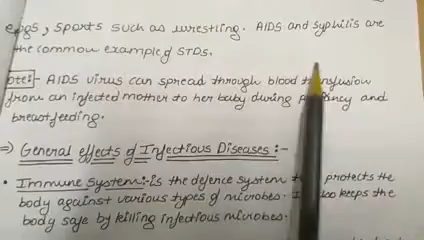 eggs, sports such as wrestling. AIDS and Syphilis are
the common example of STDs.
ote:- AIDS virus can spread through blood
from an infected mother to her baby during and
breastfeeding.
⇒ General effects of Infectious Diseases:-
• Immune System:- is the defence system protects the
body against various types of microbes. keeps the
body safe by killing infectious microbes.